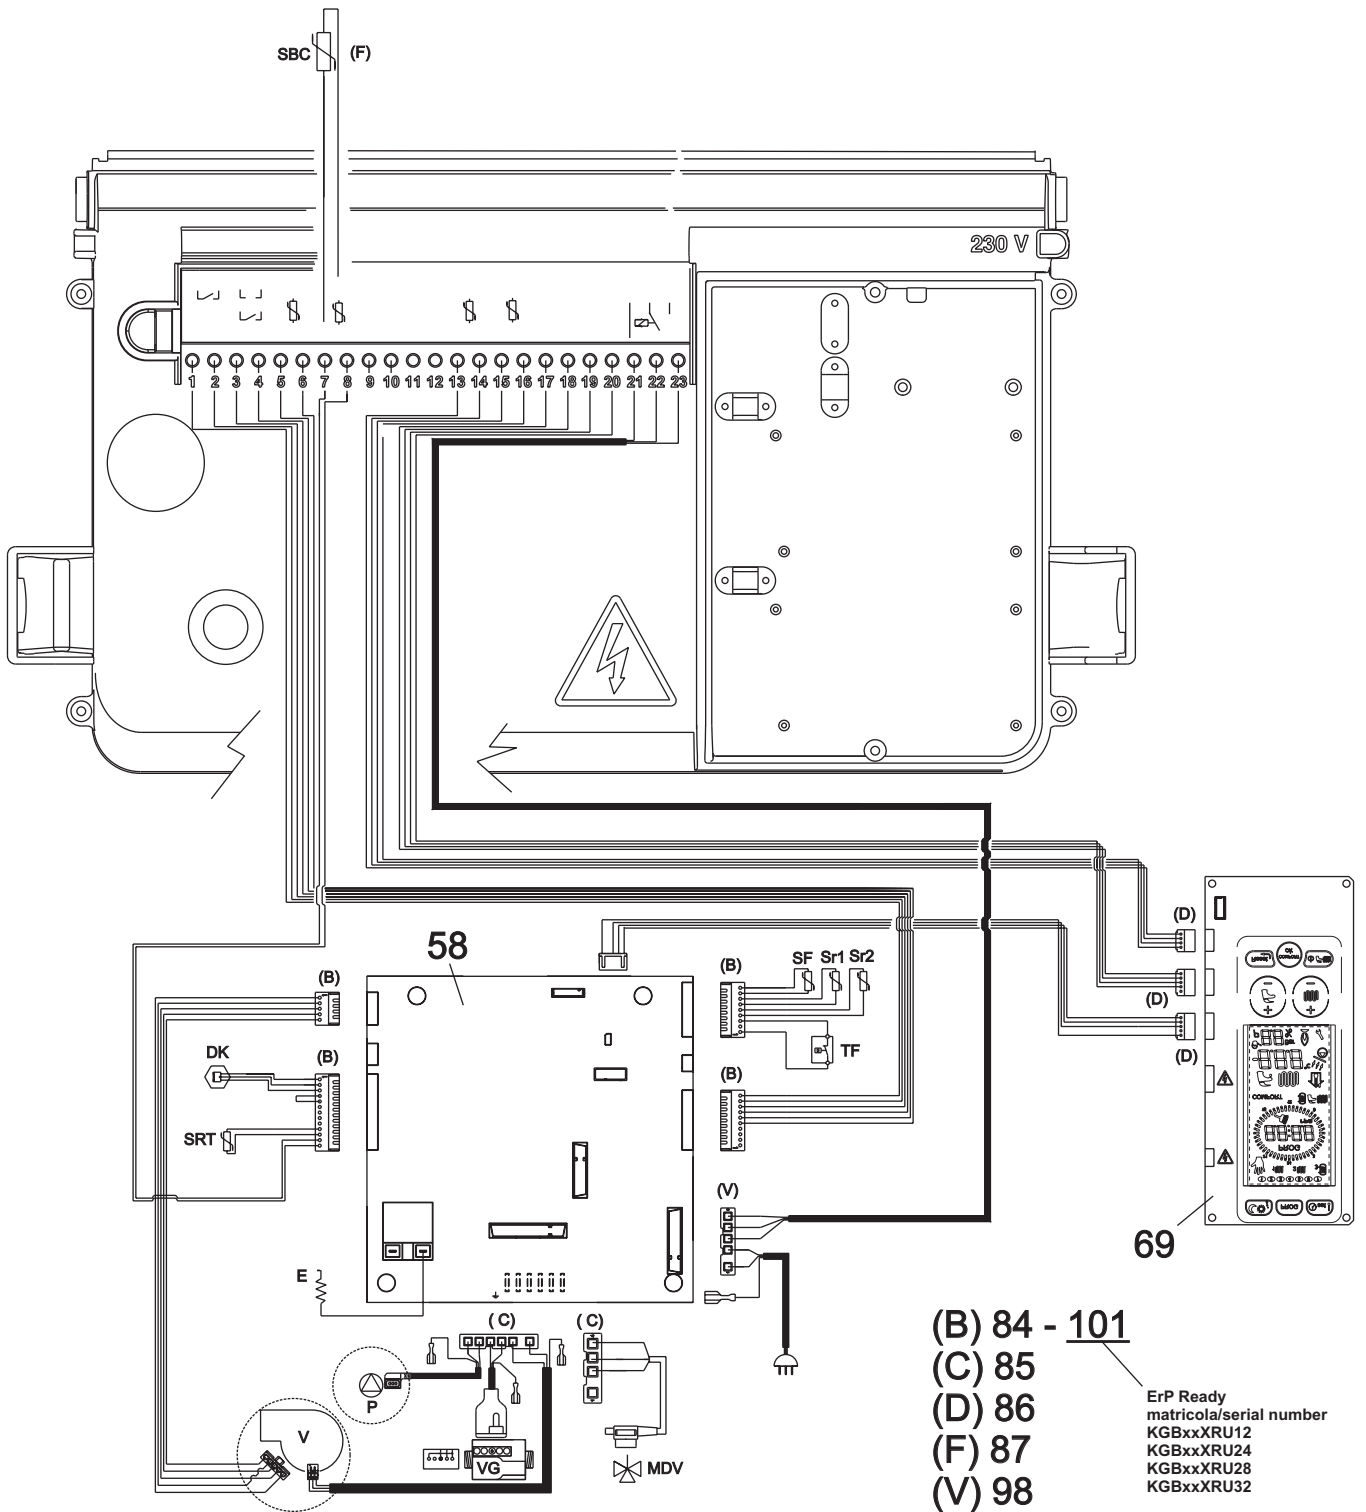 SBC (F)
230 V
1 2 3 4 5 6 7 8 9 10 11 12 13 14 15 16 17 18 19 20 21 22 23
58
(B)
(B)
SF Sr1 Sr2
TF
(B)
(B)
DK
SRT
(V)
E
(C)
(C)
P
V
VG
MDV
(D)
(D)
(D)
COMFORT
PROG
69
(B) 84 - 101
(C) 85
(D) 86
(F) 87
(V) 98
ErP Ready
matricola/serial number
KGBxxXRU12
KGBxxXRU24
KGBxxXRU28
KGBxxXRU32